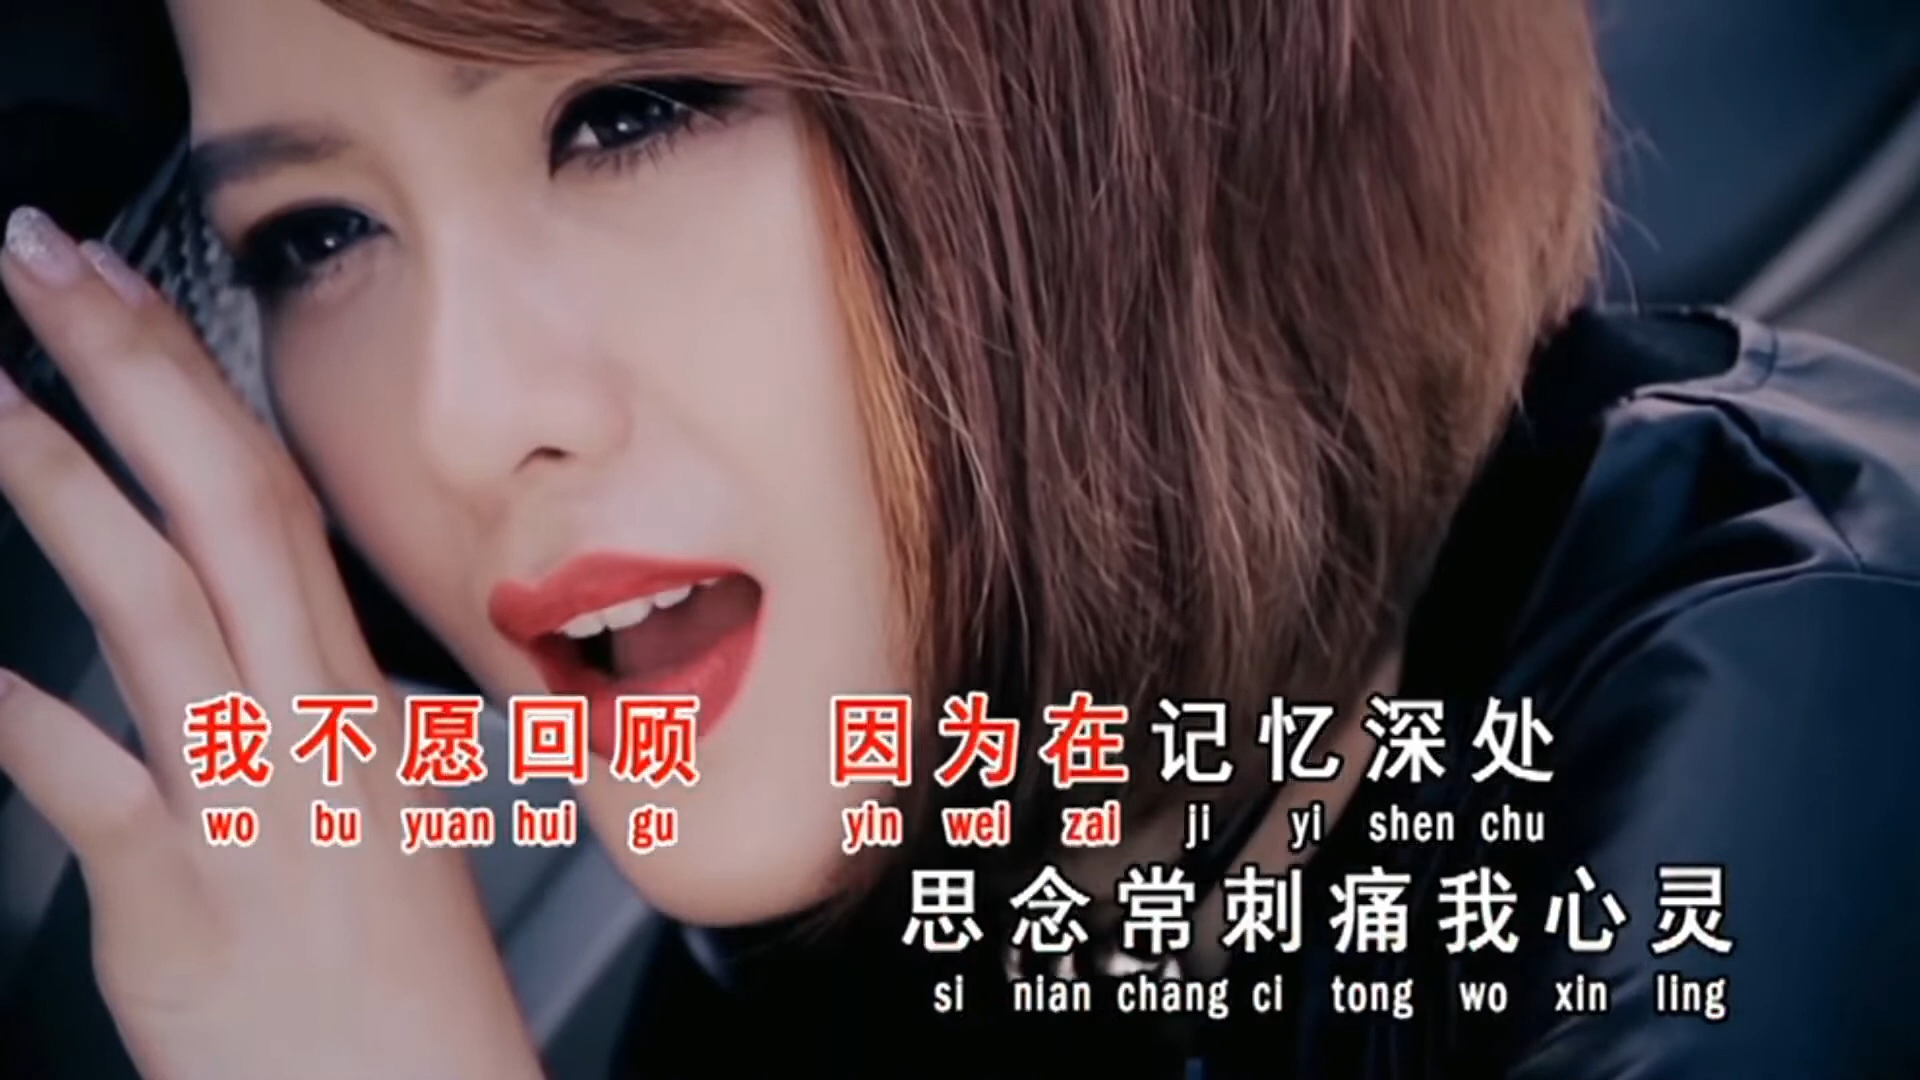 我不愿回顾 因为在记忆深处
wo bu yuan hui gu yin wei zai ji yi shen chu
思念常刺痛我心灵
si nian chang ci tong wo xin ling